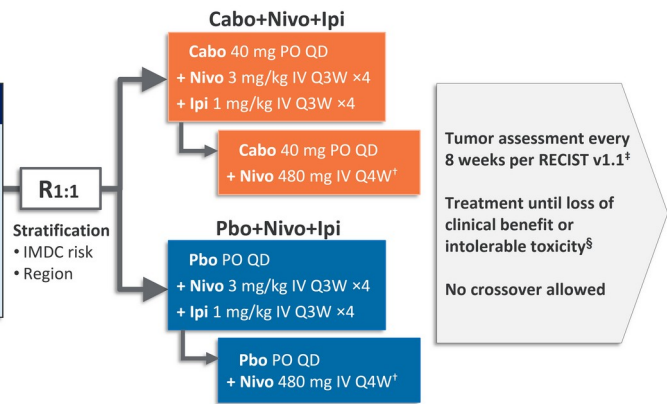 Cabo+Nivo+Ipi
Cabo 40 mg PO QD
+ Nivo 3 mg/kg IV Q3W ×4
+ Ipi 1 mg/kg IV Q3W ×4
Cabo 40 mg PO QD
+ Nivo 480 mg IV Q4W†
R1:1
Stratification
• IMDC risk
• Region
Pbo+Nivo+Ipi
Pbo PO QD
+ Nivo 3 mg/kg IV Q3W ×4
+ Ipi 1 mg/kg IV Q3W ×4
Pbo PO QD
+ Nivo 480 mg IV Q4W†
Tumor assessment every
8 weeks per RECIST v1.1‡
Treatment until loss of
clinical benefit or
intolerable toxicity§
No crossover allowed